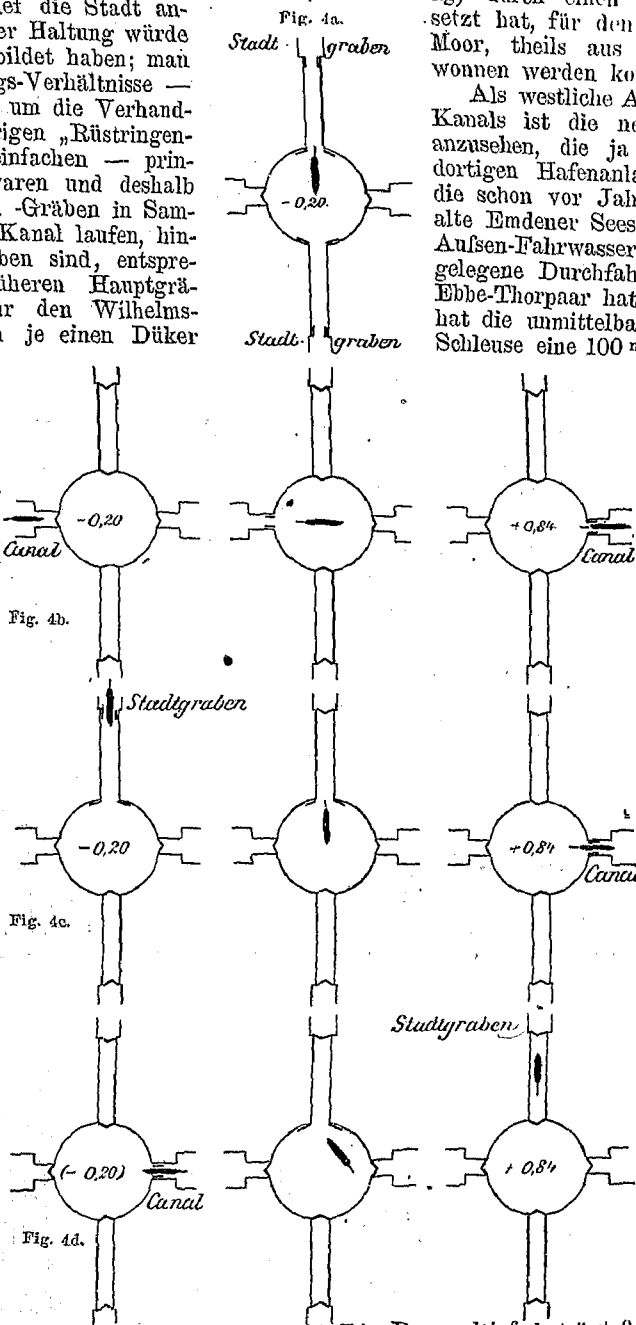 die Stadt an-
Haltung würde
bildet haben; man
gs-Verhältnisse —
um die Verhand-
rigen „Rüstringen-
einfachen — prin-
waren und deshalb
-Gräben in Sam-
Kanal laufen, hin-
ben sind, entspre-
üheren Hauptgrä-
den Wilhelms-
je einen Düker
Fig. 4a.
Stadt - graben
- 0,20.
Stadt - graben
durch einen
setzt hat, für den
Moor, theils aus
wonnen werden ko
Als westliche A
Kanals ist die ne
anzusehen, die ja
dortigen Hafenanla
die schon vor Jahr
alte Emdener Sees
Aufsen-Fahrwasser
gelegene Durchfah
Ebbe-Thorpaar hat
hat die unmittelba
Schleuse eine 100 m
-0,20
Canal
+0,84
Canal
Fig. 4b.
Stadtgraben
-0,20
+0,84
Canal
Fig. 4c.
Stadtgraben
(- 0,20)
Canal
+ 0,84
Fig. 4d.